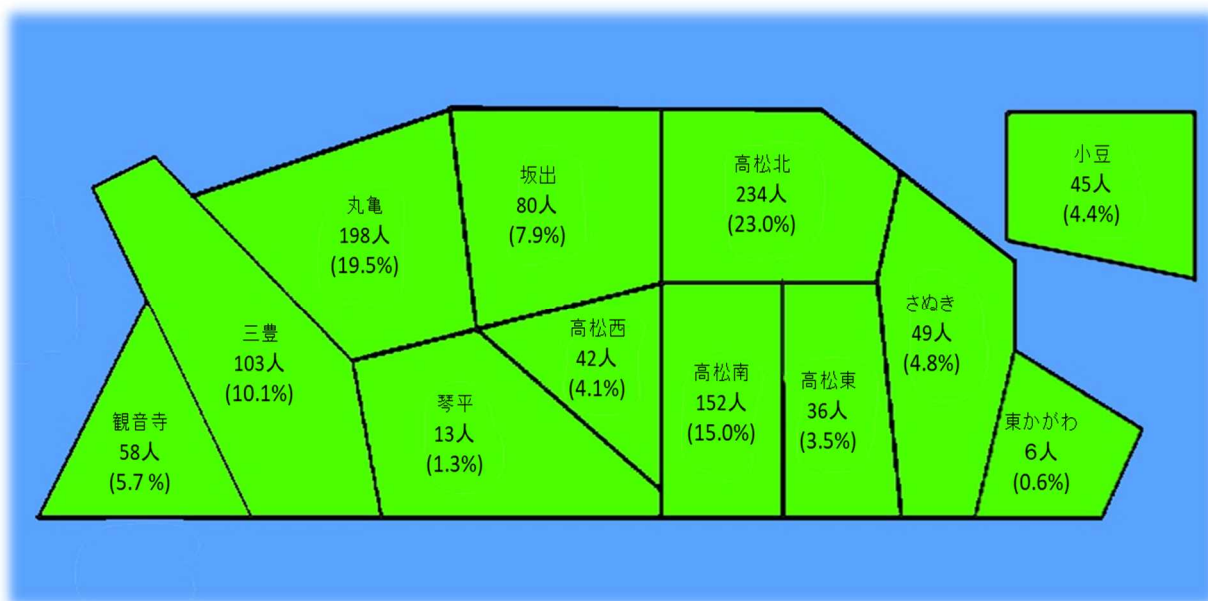 小豆
45人
(4.4%)
高松北
234人
(23.0%)
坂出
80人
(7.9%)
丸亀
198人
(19.5%)
さぬき
49人
(4.8%)
三豊
103人
(10.1%)
高松西
42人
(4.1%)
高松南
152人
(15.0%)
高松東
36人
(3.5%)
琴平
13人
(1.3%)
観音寺
58人
(5.7 %)
東かがわ
6人
(0.6%)